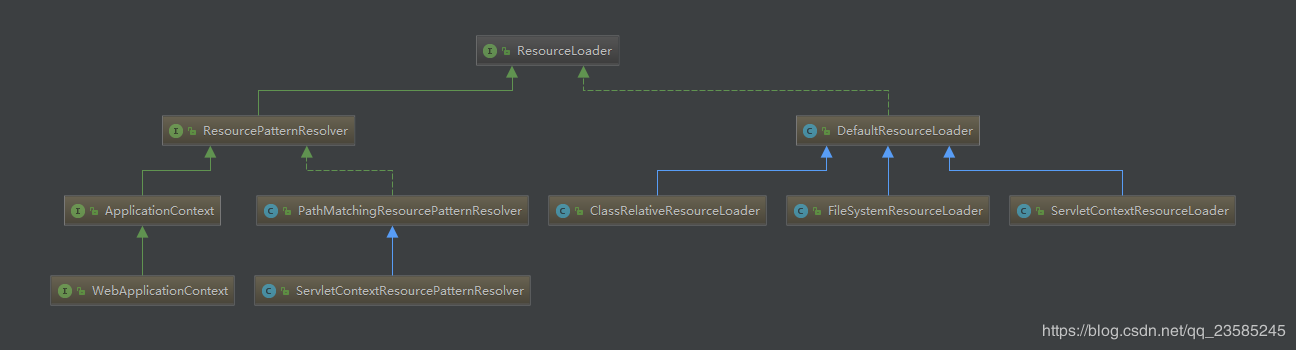 I ResourceLoader
I ResourcePatternResolver
C DefaultResourceLoader
I ApplicationContext
C PathMatchingResourcePatternResolver
C ClassRelativeResourceLoader
C FileSystemResourceLoader
C ServletContextResourceLoader
I WebApplicationContext
C ServletContextResourcePatternResolver
https://blog.csdn.net/qq_23585245